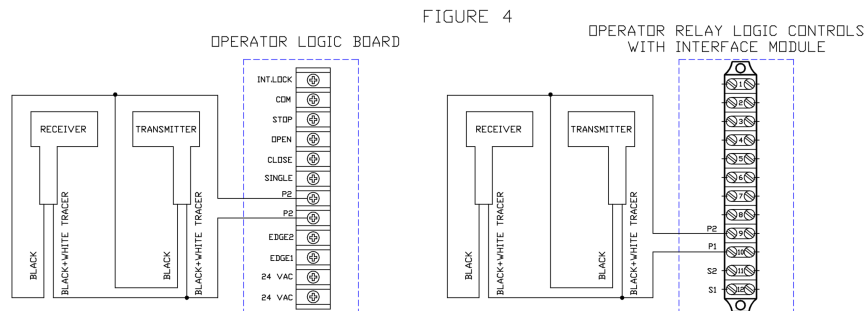 FIGURE 4
OPERATOR LOGIC BOARD
INT.LOCK
COM
STOP
OPEN
CLOSE
SINGLE
P2
P2
EDGE2
EDGE1
24 VAC
24 VAC
RECEIVER
TRANSMITTER
BLACK
BLACK+WHITE TRACER
BLACK
BLACK+WHITE TRACER
OPERATOR RELAY LOGIC CONTROLS
WITH INTERFACE MODULE
RECEIVER
TRANSMITTER
BLACK
BLACK+WHITE TRACER
BLACK
BLACK+WHITE TRACER
1
2
3
4
5
6
7
8
P2 9
P1 10
S2 11
S1 12